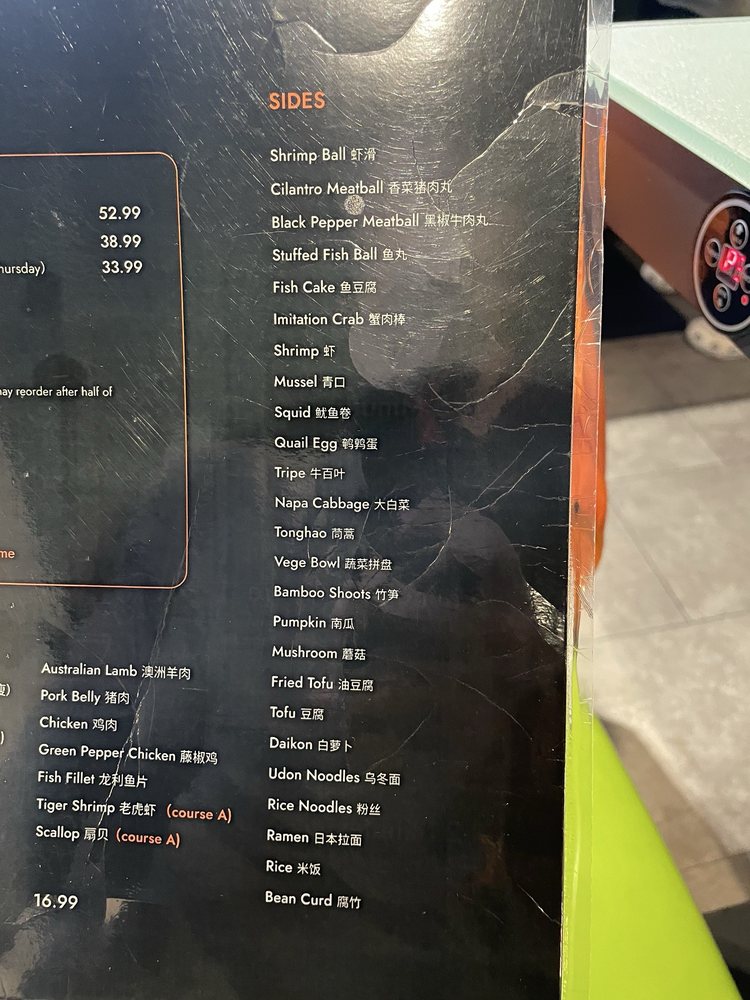 52.99
38.99
hursday) 33.99
nay reorder after half of
me
Australian Lamb 澳洲羊肉
Pork Belly 猪肉
Chicken 鸡肉
Green Pepper Chicken 藤椒鸡
Fish Fillet 龙利鱼片
Tiger Shrimp 老虎虾 (course A)
Scallop 扇贝 (course A)
16.99
SIDES
Shrimp Ball 虾滑
Cilantro Meatball 香菜猪肉丸
Black Pepper Meatball 黑椒牛肉丸
Stuffed Fish Ball 鱼丸
Fish Cake 鱼豆腐
Imitation Crab 蟹肉棒
Shrimp 虾
Mussel 青口
Squid 鱿鱼卷
Quail Egg 鹌鹑蛋
Tripe 牛百叶
Napa Cabbage 大白菜
Tonghao 茼蒿
Vege Bowl 蔬菜拼盘
Bamboo Shoots 竹笋
Pumpkin 南瓜
Mushroom 蘑菇
Fried Tofu 油豆腐
Tofu 豆腐
Daikon 白萝卜
Udon Noodles 乌冬面
Rice Noodles 粉丝
Ramen 日本拉面
Rice 米饭
Bean Curd 腐竹